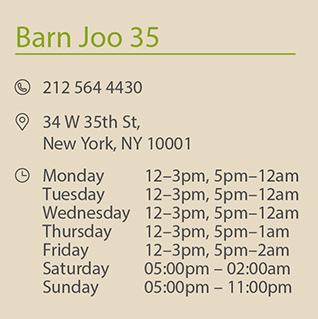 Barn Joo 35
212 564 4430
34 W 35th St,
New York, NY 10001
Monday 12–3pm, 5pm–12am
Tuesday 12–3pm, 5pm–12am
Wednesday 12–3pm, 5pm–12am
Thursday 12–3pm, 5pm–1am
Friday 12–3pm, 5pm–2am
Saturday 05:00pm – 02:00am
Sunday 05:00pm – 11:00pm